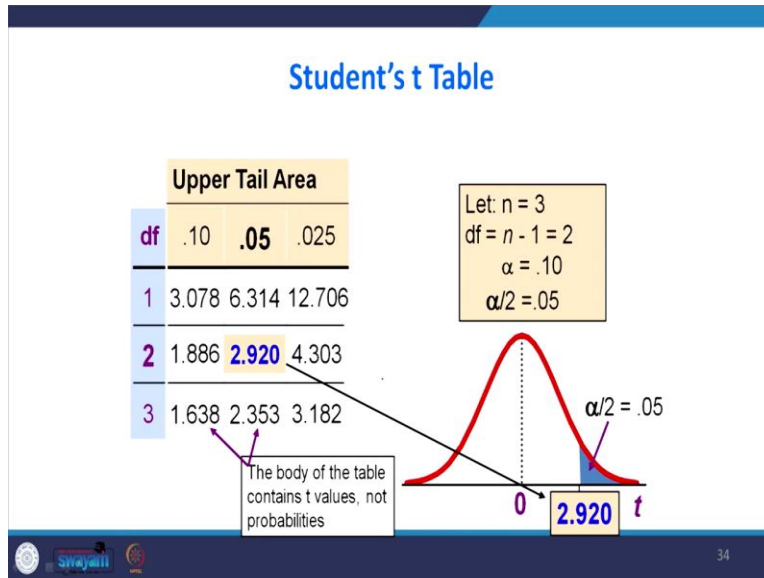 Student's t Table
Upper Tail Area
df .10 .05 .025
1 3.078 6.314 12.706
2 1.886 2.920 4.303
3 1.638 2.353 3.182
The body of the table
contains t values, not
probabilities
Let: n = 3
df = n - 1 = 2
α = .10
α/2 =.05
α/2 = .05
0 2.920 t
swayam
34